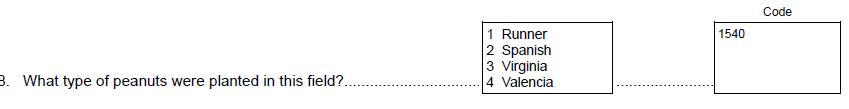 Code
1 Runner
1540
2 Spanish
3 Virginia
8. What type of peanuts were planted in this field?
4 Valencia